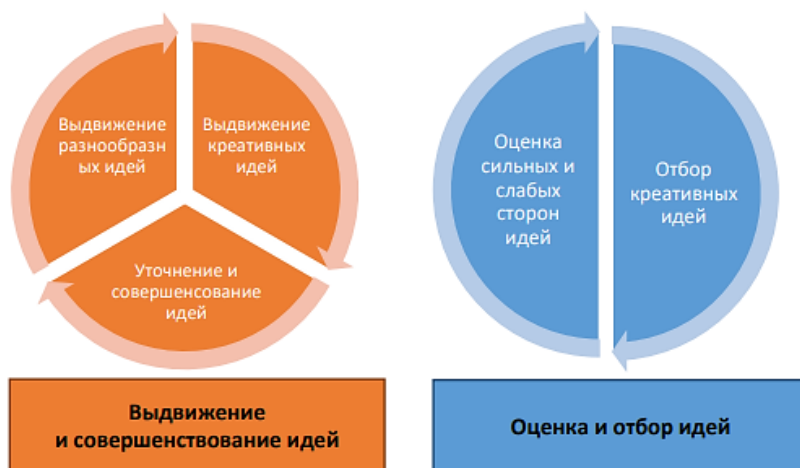 Выдвижение
разнообразн
ых идей
Выдвижение
креативных
идей
Уточнение и
совершенсование
идей
Выдвижение
и совершенствование идей
Оценка
сильных и
слабых
сторон
идей
Отбор
креативных
идей
Оценка и отбор идей